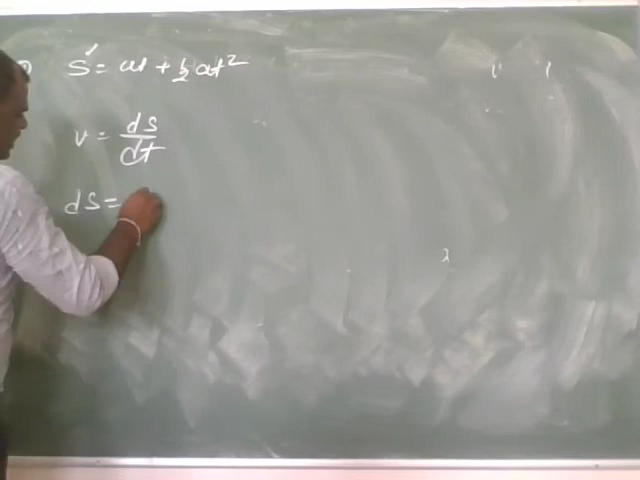 S = ut + 1/2 at²
v = ds/dt
ds =